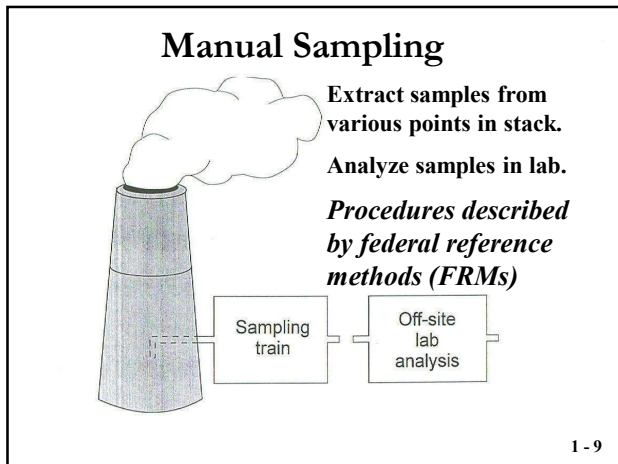 Manual Sampling
Extract samples from
various points in stack.
Analyze samples in lab.
Procedures described
by federal reference
methods (FRMs)
Sampling
train
Off-site
lab
analysis
1 - 9